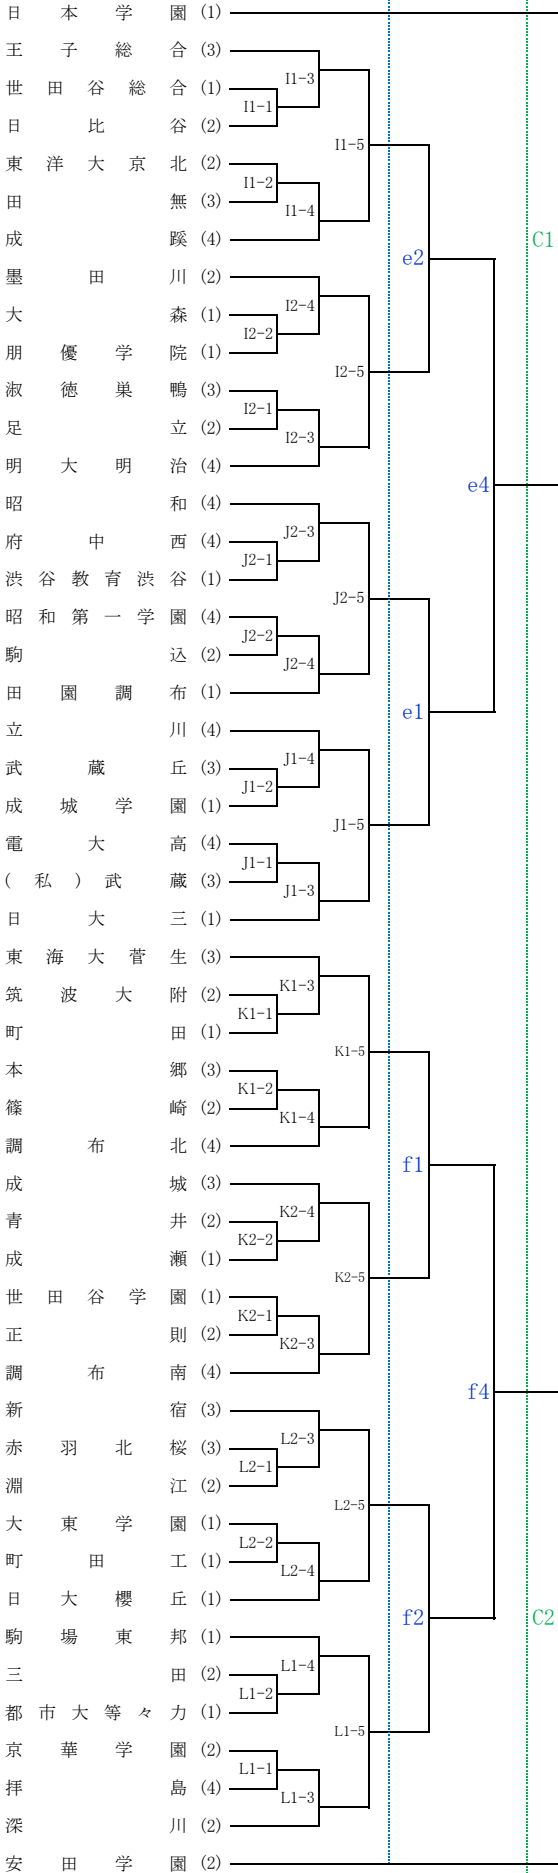 日本学園 (1)
王子総合 (3)
I1-3
世田谷総合 (1)
I1-1
日比谷 (2)
I1-5
東洋大京北 (2)
I1-2
田無 (3)
I1-4
成蹊 (4)
C1
e2
墨田川 (2)
I2-4
大森 (1)
I2-2
朋優学院 (1)
I2-5
淑徳巣鴨 (3)
I2-1
足立 (2)
I2-3
明大明治 (4)
e4
昭和 (4)
J2-3
府中西 (4)
J2-1
渋谷教育渋谷 (1)
J2-5
昭和第一学園 (4)
J2-2
駒込 (2)
J2-4
田園調布 (1)
e1
立川 (4)
J1-4
武蔵丘 (3)
J1-2
成城学園 (1)
J1-5
電大高 (4)
J1-1
(私)武蔵 (3)
J1-3
日大三 (1)
東海大菅生 (3)
K1-3
筑波大附 (2)
K1-1
町田 (1)
K1-5
本郷 (3)
K1-2
篠崎 (2)
K1-4
調布北 (4)
f1
成城 (3)
K2-4
青井 (2)
K2-2
成瀬 (1)
K2-5
世田谷学園 (1)
K2-1
正則 (2)
K2-3
調布南 (4)
f4
新宿 (3)
L2-3
赤羽北桜 (3)
L2-1
淵江 (2)
L2-5
大東学園 (1)
L2-2
町田工 (1)
L2-4
日大櫻丘 (1)
f2
C2
駒場東邦 (1)
L1-4
三田 (2)
L1-2
都市大等々力 (1)
L1-5
京華学園 (2)
L1-1
拝島 (4)
L1-3
深川 (2)
安田学園 (2)